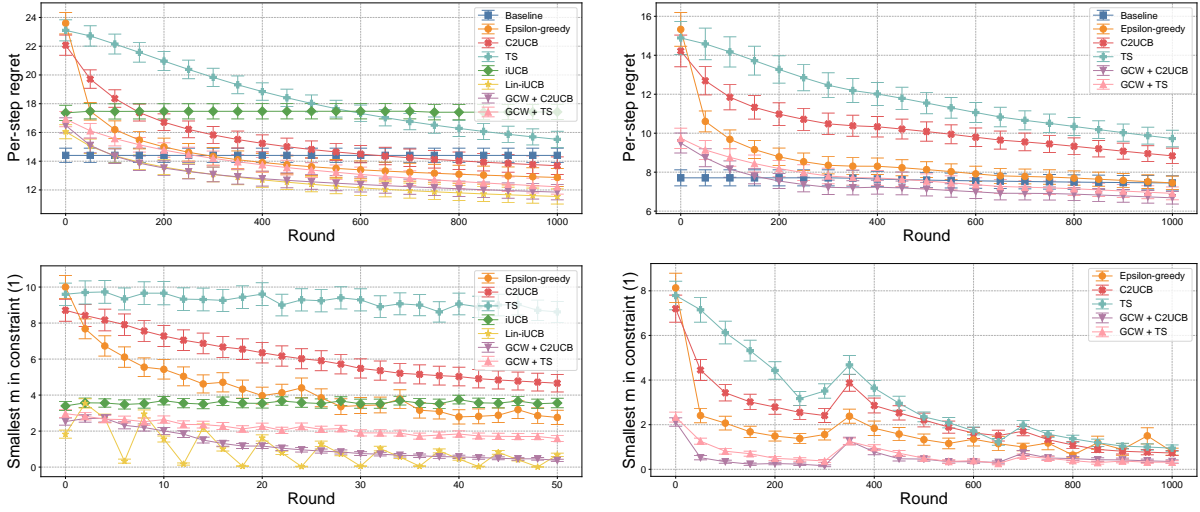 Per-step regret
24
22
20
18
16
14
12
0 200 400 600 800 1000
Round
Baseline
Epsilon-greedy
C2UCB
TS
iUCB
Lin-iUCB
GCW + C2UCB
GCW + TS
Per-step regret
16
14
12
10
8
6
0 200 400 600 800 1000
Round
Baseline
Epsilon-greedy
C2UCB
TS
GCW + C2UCB
GCW + TS
Smallest m in constraint (1)
10
8
6
4
2
0
0 10 20 30 40 50
Round
Epsilon-greedy
C2UCB
TS
iUCB
Lin-iUCB
GCW + C2UCB
GCW + TS
Smallest m in constraint (1)
8
6
4
2
0
0 200 400 600 800 1000
Round
Epsilon-greedy
C2UCB
TS
GCW + C2UCB
GCW + TS